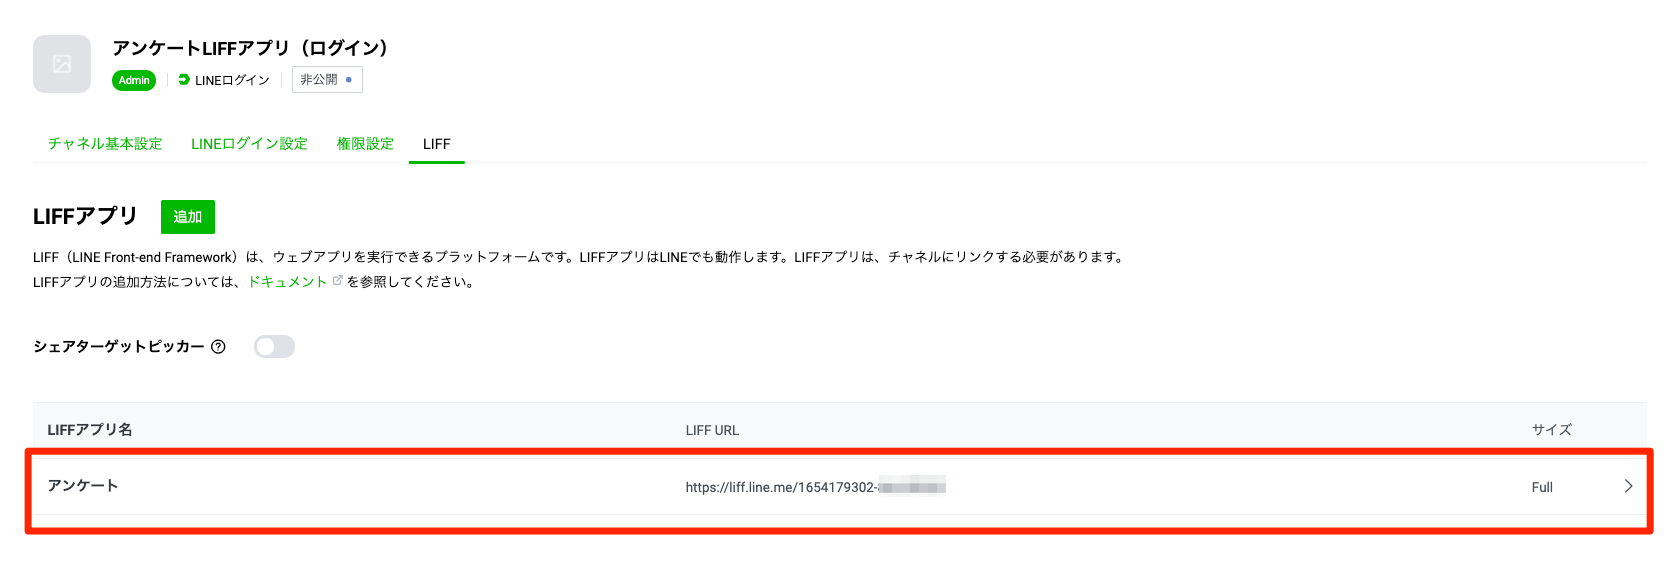 アンケートLIFFアプリ（ログイン）
Admin LINEログイン 非公開
チャネル基本設定 LINEログイン設定 権限設定 LIFF
LIFFアプリ 追加
LIFF（LINE Front-end Framework）は、ウェブアプリを実行できるプラットフォームです。LIFFアプリはLINEでも動作します。LIFFアプリは、チャネルにリンクする必要があります。
LIFFアプリの追加方法については、ドキュメント を参照してください。
シェアターゲットピッカー
LIFFアプリ名 LIFF URL サイズ
アンケート https://liff.line.me/1654179302- Full